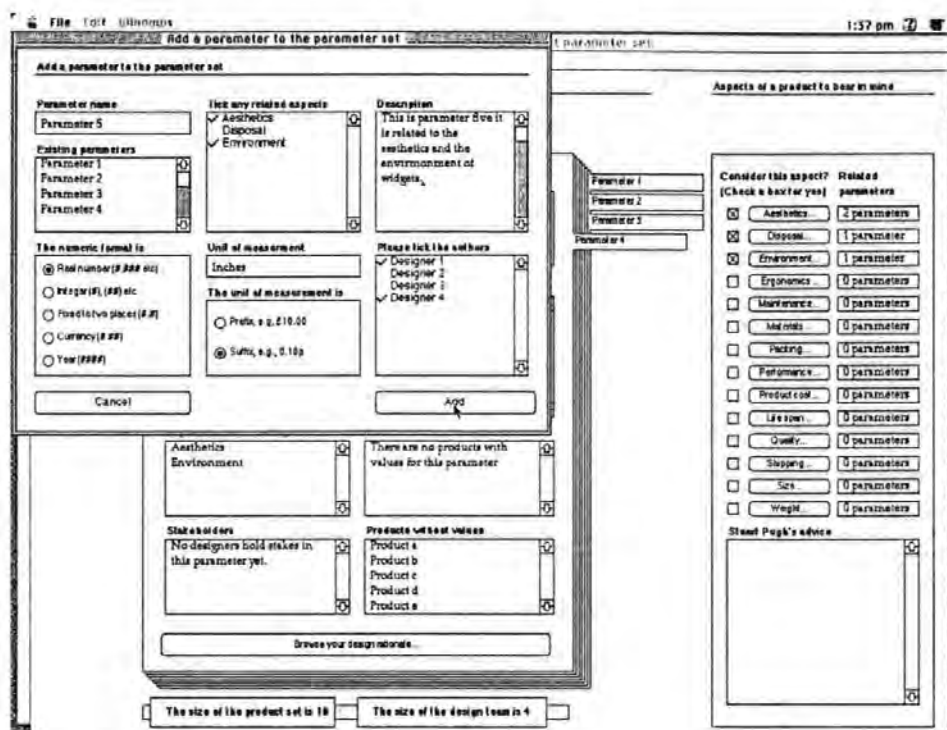 File Edit Windows
1:57 pm
Add a parameter to the parameter set
t parameter set
Add a parameter to the parameter set
Parameter name
Parameter 5
Existing parameters
Parameter 1
Parameter 2
Parameter 3
Parameter 4
Tick any related aspects
Aesthetics
Disposal
Environment
Description
This is parameter five it
is related to the
aesthetics and the
envirmonment of
widgets.
The numeric format is
Real number (#.### etc)
Integer (#), (##) etc
Fixed to two places (#.#)
Currency (#.##)
Year (####)
Unit of measurement
Inches
The unit of measurement is
Prefix, e.g., £10.00
Suffix, e.g., 0.10p
Please tick the authors
Designer 1
Designer 2
Designer 3
Designer 4
Cancel
Add
Parameter 1
Parameter 2
Parameter 3
Parameter 4
Aesthetics
Environment
There are no products with
values for this parameter
Stakeholders
No designers hold stakes in
this parameter yet.
Products without values
Product a
Product b
Product c
Product d
Product e
Browse your design rationale...
The size of the product set is 10
The size of the design team is 4
Aspects of a product to bear in mind
Consider this aspect? Related
(Check a box for yes) parameters
Aesthetics... 2 parameters
Disposal... 1 parameter
Environment... 1 parameter
Ergonomics... 0 parameters
Maintenance... 0 parameters
Materials... 0 parameters
Packing... 0 parameters
Performance... 0 parameters
Product cost... 0 parameters
Life span... 0 parameters
Quality... 0 parameters
Shipping... 0 parameters
Size... 0 parameters
Weight... 0 parameters
Stuart Pugh's advice